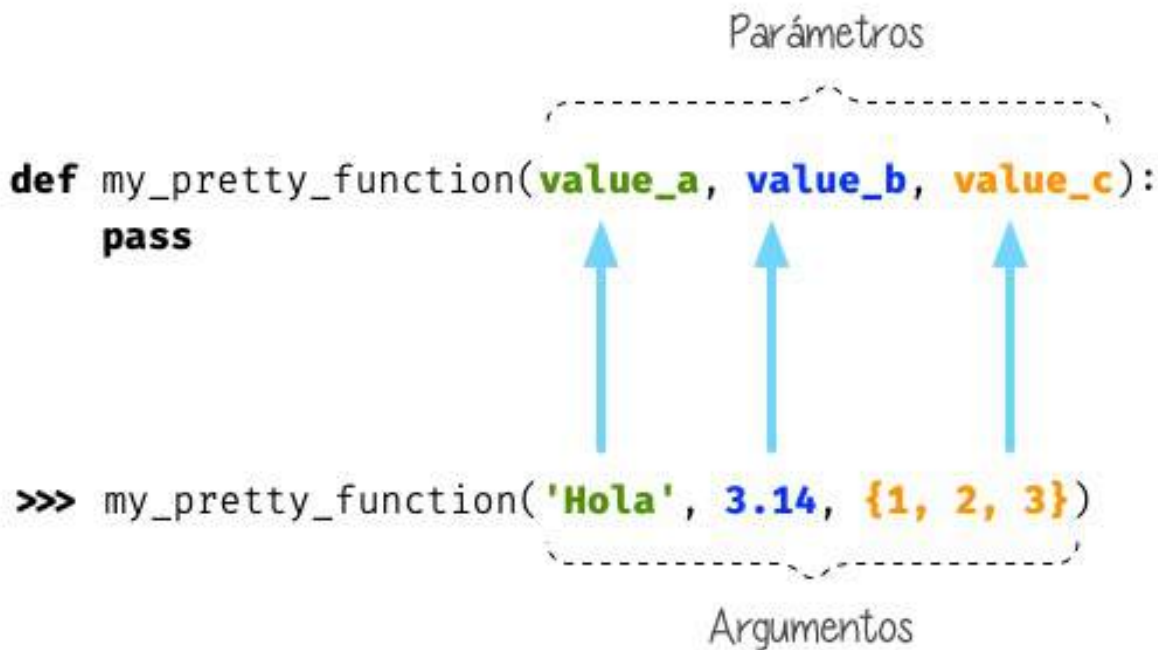 Parámetros
def my_pretty_function(value_a, value_b, value_c):
    pass
>>> my_pretty_function('Hola', 3.14, {1, 2, 3})
Argumentos